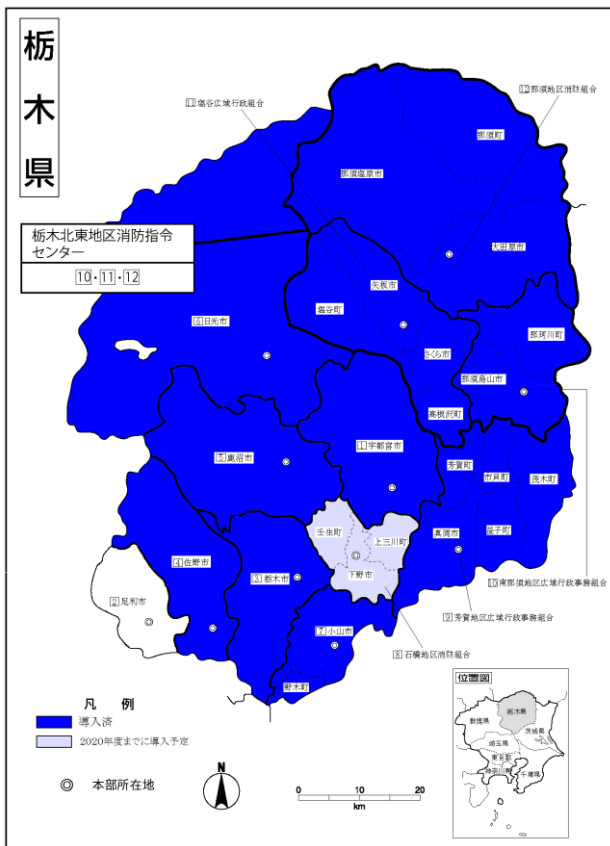 栃木県
⑫那須地区消防組合
⑪塩谷広域行政組合
那須町
那須塩原市
大田原市
栃木北東地区消防指令
センター
⑩・⑪・⑫
矢板市
塩谷町
那珂川町
⑥日光市
さくら市
那須烏山市
高根沢町
①宇都宮市
⑤鹿沼市
芳賀町
市貝町
茂木町
壬生町
上三川町
真岡市
益子町
④佐野市
③栃木市
下野市
⑩南那須地区広域行政事務組合
②足利市
⑨芳賀地区広域行政事務組合
⑦小山市
⑧石橋地区消防組合
野木町
凡例
導入済
2020年度までに導入予定
本部所在地
N
0 10 20
km
位置図
栃木県
群馬県
茨城県
埼玉県
東京都
神奈川県
千葉県